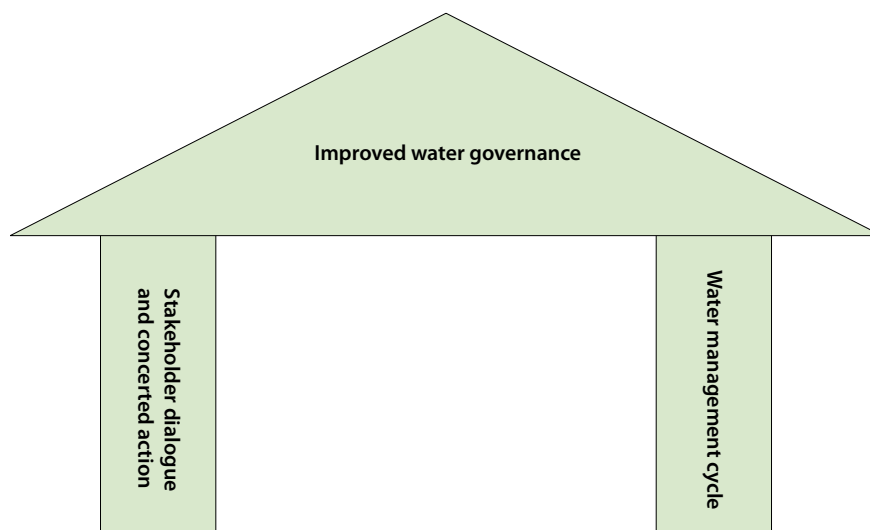 Improved water governance
Stakeholder dialogue
and concerted action
Water management cycle